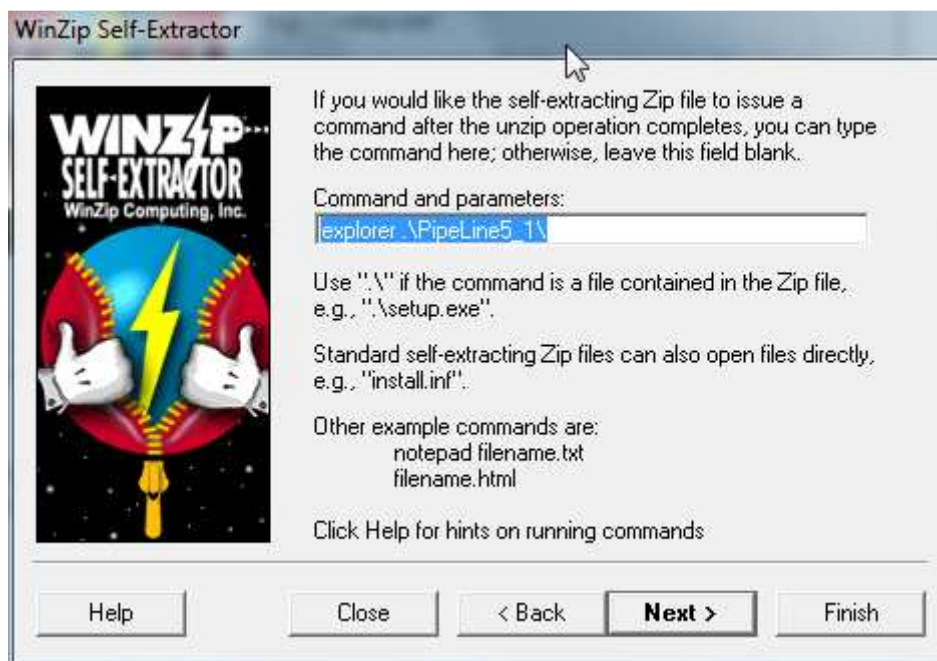 WinZip Self-Extractor
WINZIP
SELF-EXTRACTOR
WinZip Computing, Inc.
If you would like the self-extracting Zip file to issue a
command after the unzip operation completes, you can type
the command here; otherwise, leave this field blank.
Command and parameters:
explorer .\PipeLine5_1\
Use ".\" if the command is a file contained in the Zip file,
e.g., ".\setup.exe".
Standard self-extracting Zip files can also open files directly,
e.g., "install.inf".
Other example commands are:
notepad filename.txt
filename.html
Click Help for hints on running commands
Help
Close
< Back
Next >
Finish